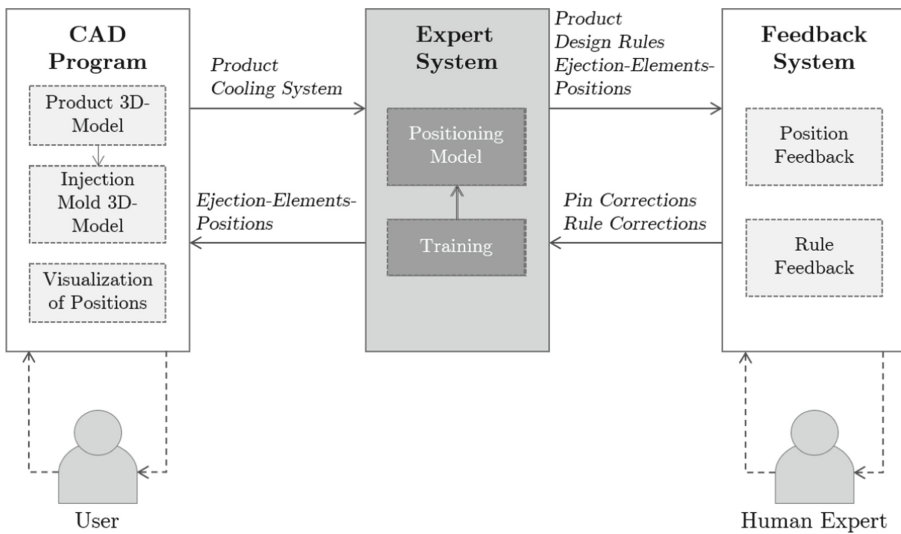 CAD
Program
Product 3D-
Model
Injection
Mold 3D-
Model
Visualization
of Positions
Product
Cooling System
Ejection-Elements-
Positions
Expert
System
Positioning
Model
Training
Product
Design Rules
Ejection-Elements-
Positions
Pin Corrections
Rule Corrections
Feedback
System
Position
Feedback
Rule
Feedback
User
Human Expert